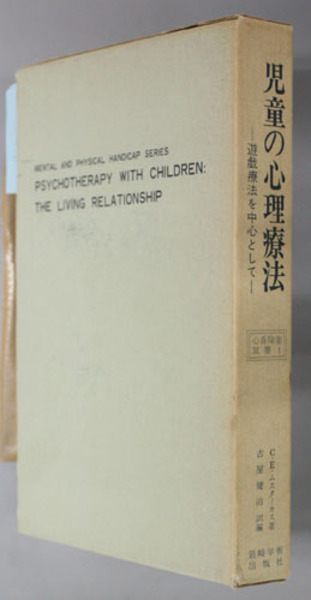 MENTAL AND PHYSICAL HANDICAP SERIES
PSYCHOTHERAPY WITH CHILDREN:
THE LIVING RELATIONSHIP
児童の心理療法
―遊戯療法を中心として―
心身障害
双書 1
C・E・ムスターカス著
古屋健治訳編
岩崎学術
出版社